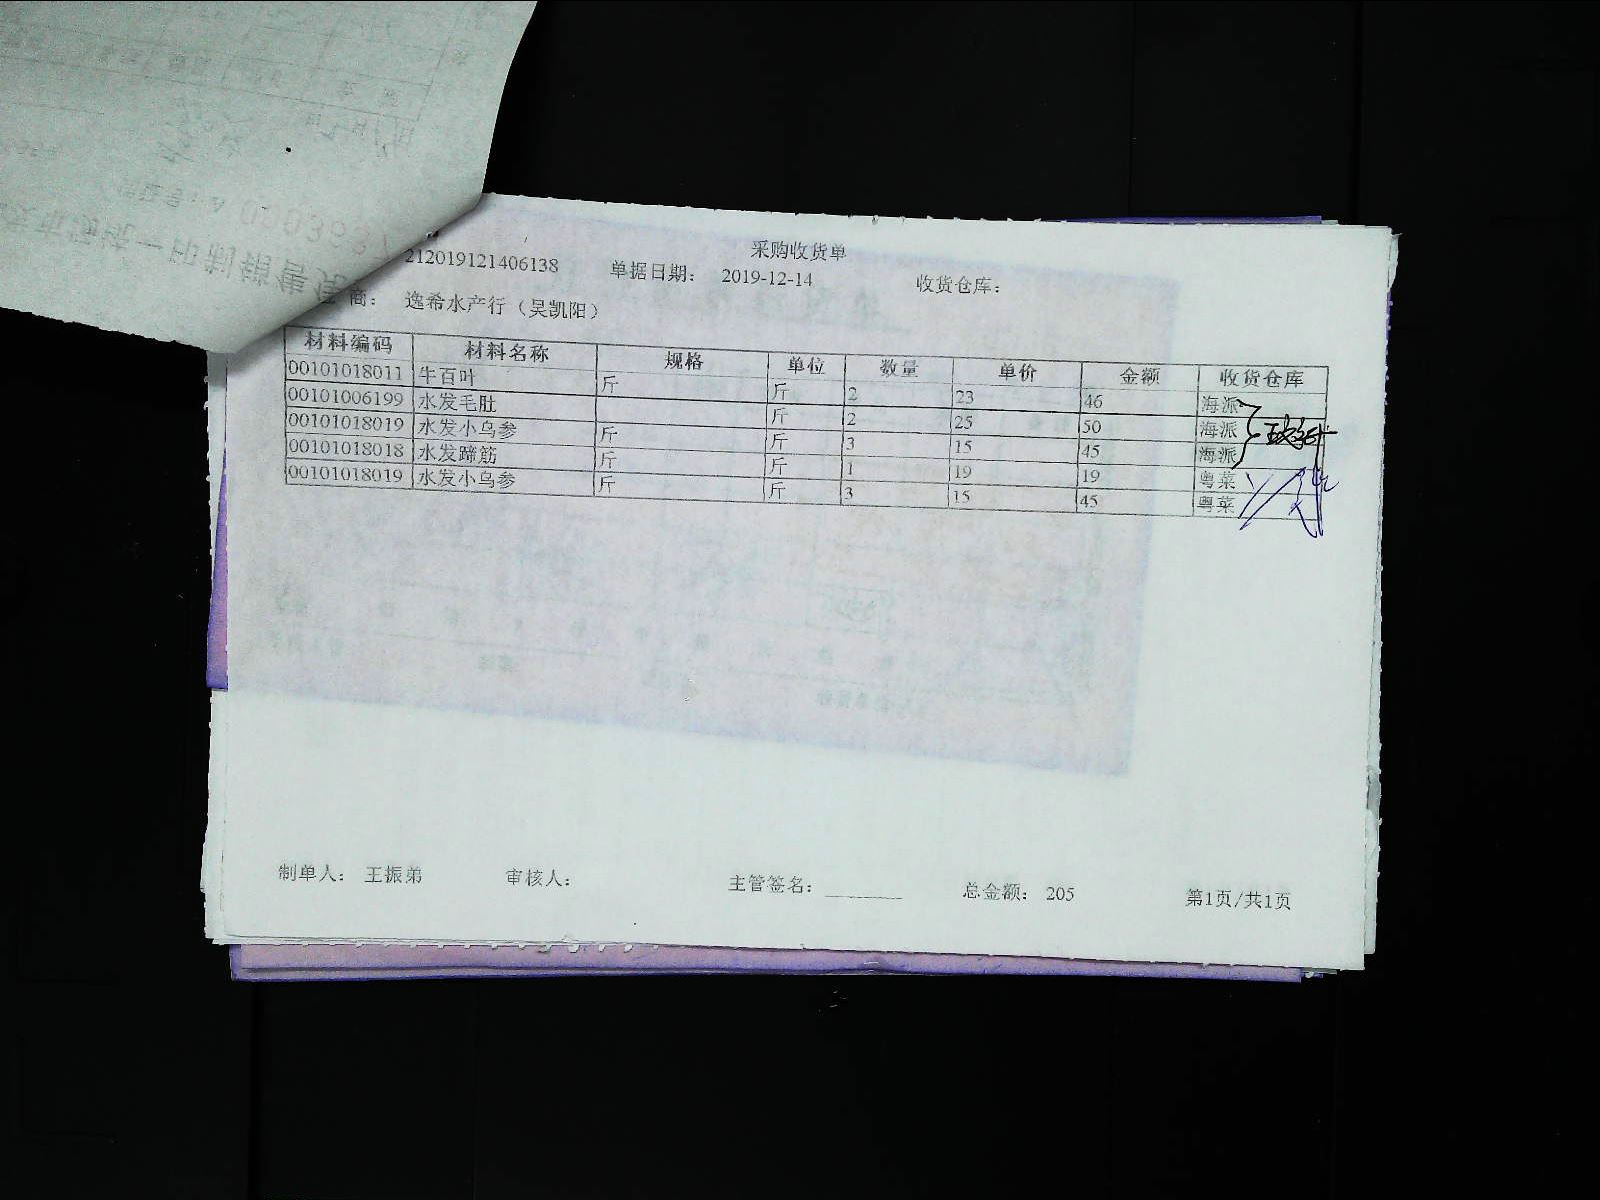 采购收货单
212019121406138 单据日期： 2019-12-14 收货仓库：
商： 逸希水产行（吴凯阳）
材料编码 材料名称 规格 单位 数量 单价 金额 收货仓库
00101018011 牛百叶 斤 斤 2 23 46 海派
00101006199 水发毛肚 斤 2 25 50 海派
00101018019 水发小乌参 斤 斤 3 15 45 海派
00101018018 水发蹄筋 斤 斤 1 19 19 粤菜
00101018019 水发小乌参 斤 斤 3 15 45 粤菜
制单人： 王振弟 审核人： 主管签名：________ 总金额： 205 第1页/共1页